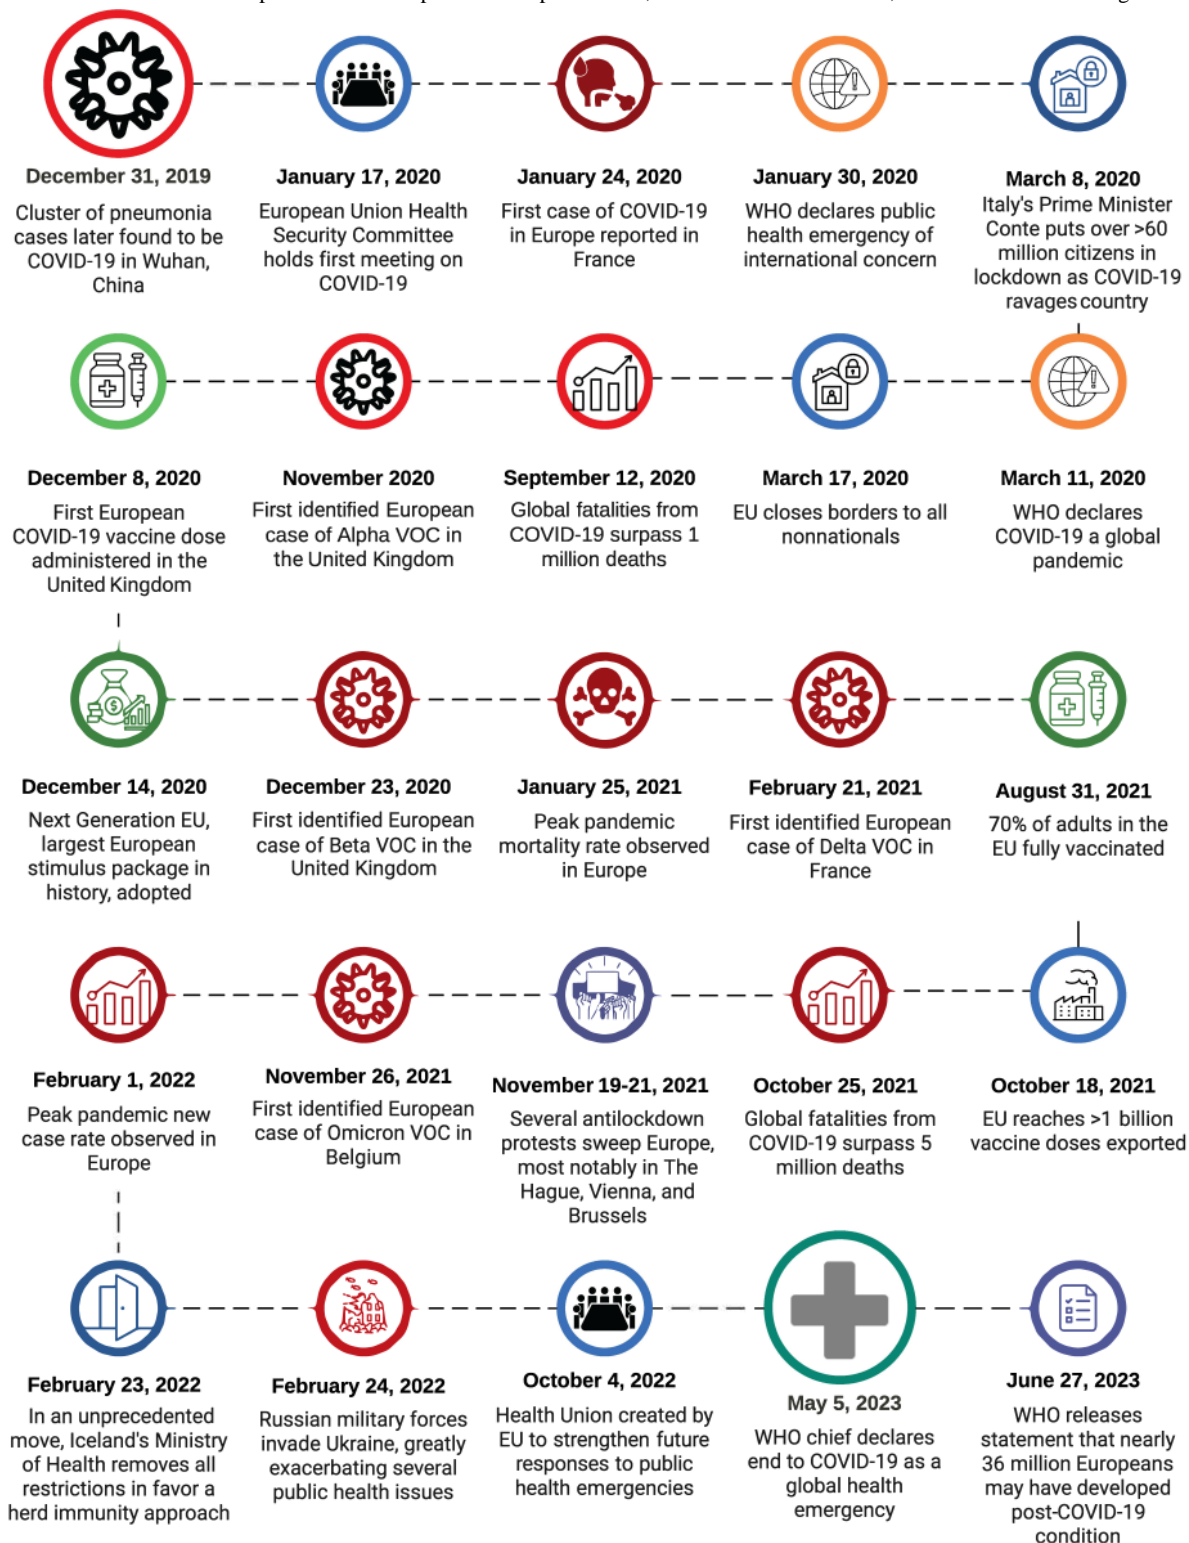 December 31, 2019
Cluster of pneumonia
cases later found to be
COVID-19 in Wuhan,
China
January 17, 2020
European Union Health
Security Committee
holds first meeting on
COVID-19
January 24, 2020
First case of COVID-19
in Europe reported in
France
January 30, 2020
WHO declares public
health emergency of
international concern
March 8, 2020
Italy's Prime Minister
Conte puts over >60
million citizens in
lockdown as COVID-19
ravages country
December 8, 2020
First European
COVID-19 vaccine dose
administered in the
United Kingdom
November 2020
First identified European
case of Alpha VOC in
the United Kingdom
September 12, 2020
Global fatalities from
COVID-19 surpass 1
million deaths
March 17, 2020
EU closes borders to all
nonnationals
March 11, 2020
WHO declares
COVID-19 a global
pandemic
December 14, 2020
Next Generation EU,
largest European
stimulus package in
history, adopted
December 23, 2020
First identified European
case of Beta VOC in the
United Kingdom
January 25, 2021
Peak pandemic
mortality rate observed
in Europe
February 21, 2021
First identified European
case of Delta VOC in
France
August 31, 2021
70% of adults in the
EU fully vaccinated
February 1, 2022
Peak pandemic new
case rate observed in
Europe
November 26, 2021
First identified European
case of Omicron VOC in
Belgium
November 19-21, 2021
Several antilockdown
protests sweep Europe,
most notably in The
Hague, Vienna, and
Brussels
October 25, 2021
Global fatalities from
COVID-19 surpass 5
million deaths
October 18, 2021
EU reaches >1 billion
vaccine doses exported
February 23, 2022
In an unprecedented
move, Iceland's Ministry
of Health removes all
restrictions in favor a
herd immunity approach
February 24, 2022
Russian military forces
invade Ukraine, greatly
exacerbating several
public health issues
October 4, 2022
Health Union created by
EU to strengthen future
responses to public
health emergencies
May 5, 2023
WHO chief declares
end to COVID-19 as a
global health
emergency
June 27, 2023
WHO releases
statement that nearly
36 million Europeans
may have developed
post-COVID-19
condition